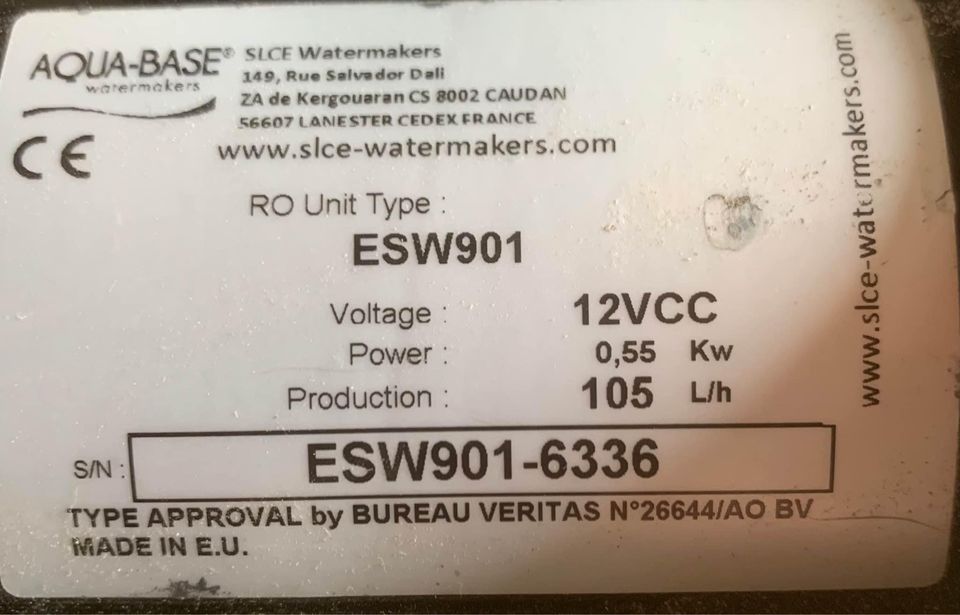 AQUA-BASE®
watermakers
SLCE Watermakers
149, Rue Salvador Dali
ZA de Kergouaran CS 8002 CAUDAN
56607 LANESTER CEDEX FRANCE
www.slce-watermakers.com
CE
RO Unit Type :
ESW901
Voltage : 12VCC
Power : 0,55 Kw
Production : 105 L/h
S/N : ESW901-6336
TYPE APPROVAL by BUREAU VERITAS N°26644/AO BV
MADE IN E.U.
www.slce-watermakers.com